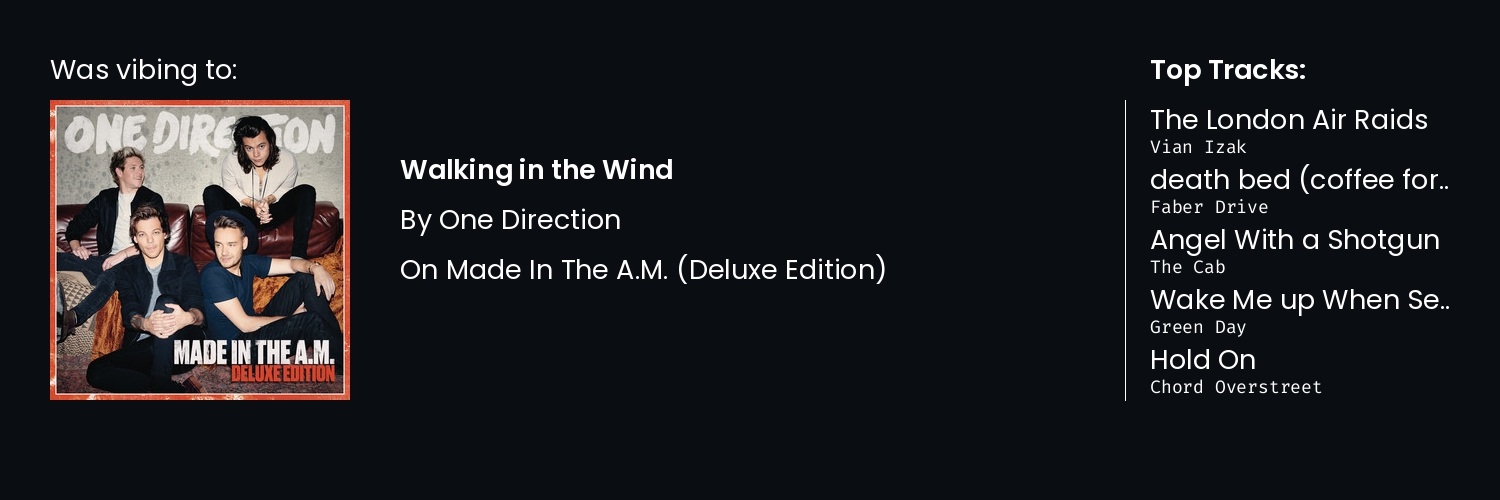 Was vibing to:
ONE DIRECTION
MADE IN THE A.M.
DELUXE EDITION
Walking in the Wind
By One Direction
On Made In The A.M. (Deluxe Edition)
Top Tracks:
The London Air Raids
Vian Izak
death bed (coffee for..
Faber Drive
Angel With a Shotgun
The Cab
Wake Me up When Se..
Green Day
Hold On
Chord Overstreet